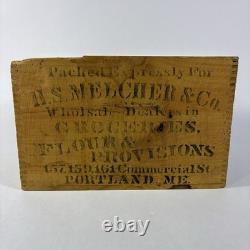 Packed Expressly For
H.S. MELCHER & Co.
Wholesale Dealers in
GROCERIES.
FLOUR &
PROVISIONS
157,159,161 Commercial St
PORTLAND, ME.